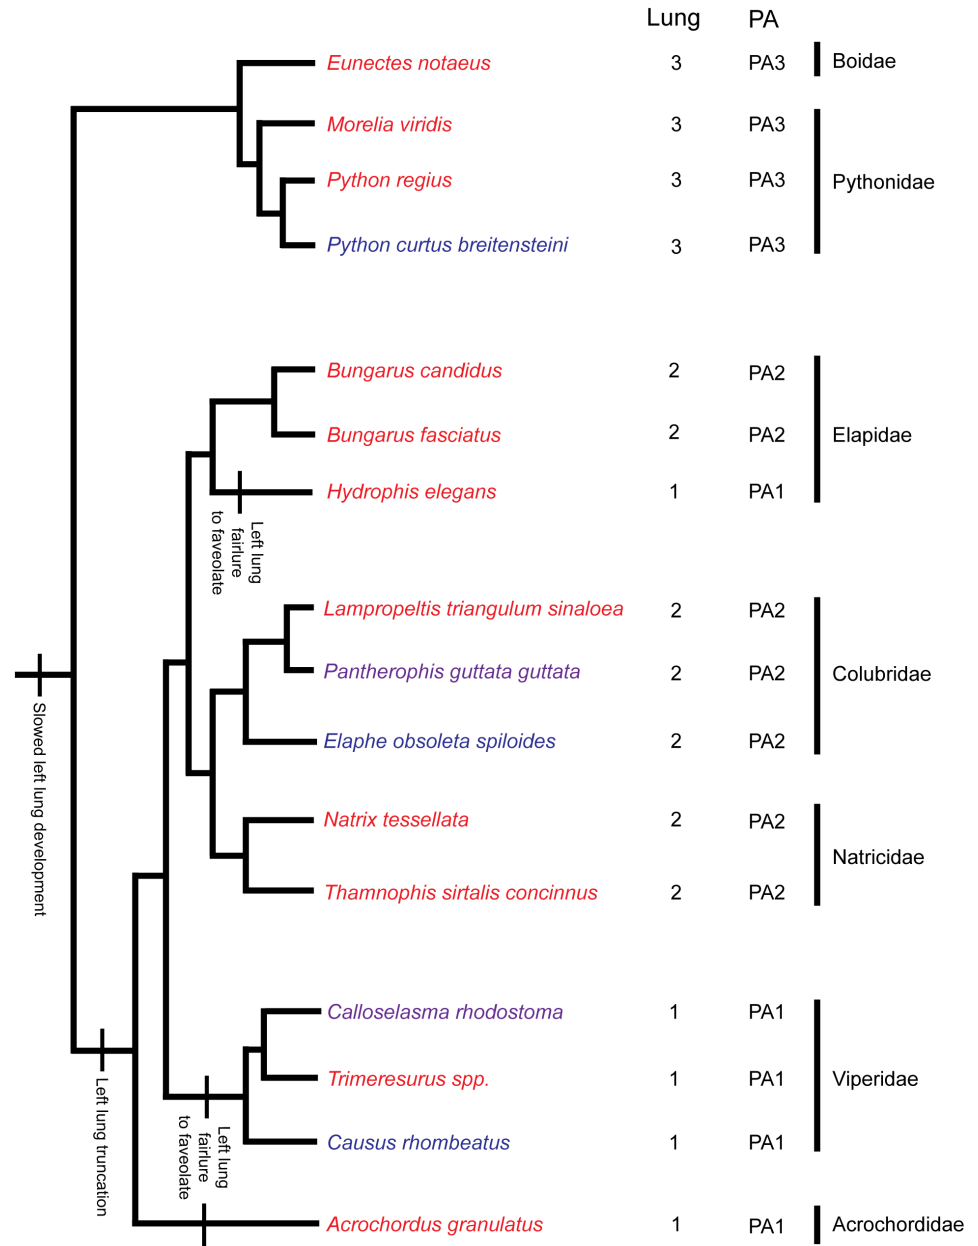 Lung PA
Eunectes notaeus 3 PA3 Boidae
Morelia viridis 3 PA3
Python regius 3 PA3 Pythonidae
Python curtus breitensteini 3 PA3
Bungarus candidus 2 PA2
Bungarus fasciatus 2 PA2 Elapidae
Hydrophis elegans 1 PA1
Left lung
fairlure
to faveolate
Lampropeltis triangulum sinaloea 2 PA2
Pantherophis guttata guttata 2 PA2 Colubridae
Elaphe obsoleta spiloides 2 PA2
Slowed left lung development
Natrix tessellata 2 PA2
Natricidae
Thamnophis sirtalis concinnus 2 PA2
Calloselasma rhodostoma 1 PA1
Trimeresurus spp. 1 PA1 Viperidae
Causus rhombeatus 1 PA1
Left lung truncation
Left lung
fairlure
to faveolate
Acrochordus granulatus 1 PA1 Acrochordidae